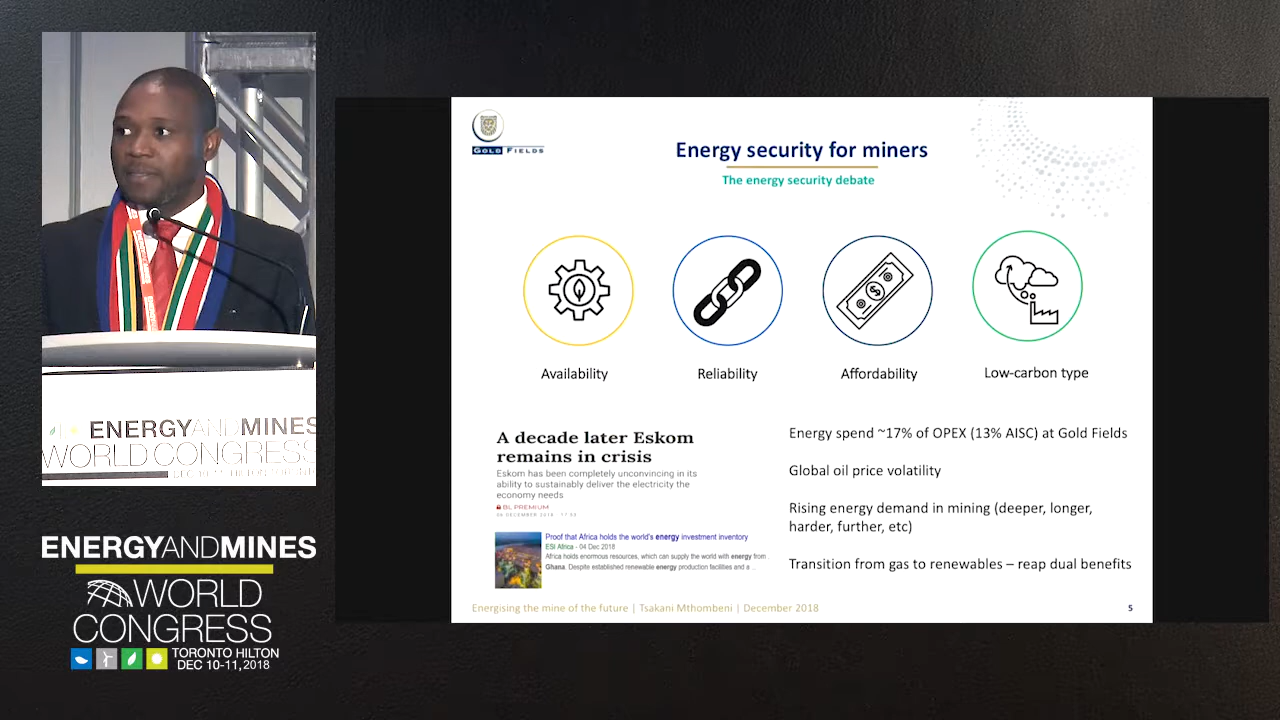 GOLD FIELDS
Energy security for miners
The energy security debate
Availability
Reliability
Affordability
Low-carbon type
A decade later Eskom
remains in crisis
Eskom has been completely unconvincing in its
ability to sustainably deliver the electricity the
economy needs
BL PREMIUM
Proof that Africa holds the world's energy investment inventory
ESI Africa - 04 Dec 2018
Africa holds enormous resources, which can supply the world with energy from
Ghana. Despite established renewable energy production facilities and a ...
Energy spend ~17% of OPEX (13% AISC) at Gold Fields
Global oil price volatility
Rising energy demand in mining (deeper, longer,
harder, further, etc)
Transition from gas to renewables – reap dual benefits
Energising the mine of the future | Tsakani Mthombeni | December 2018
5
ENERGYANDMINES
WORLD CONGRESS
DEC 10-11, 2018 TORONTO HILTON
ENERGYANDMINES
WORLD
CONGRESS
TORONTO HILTON
DEC 10-11, 2018